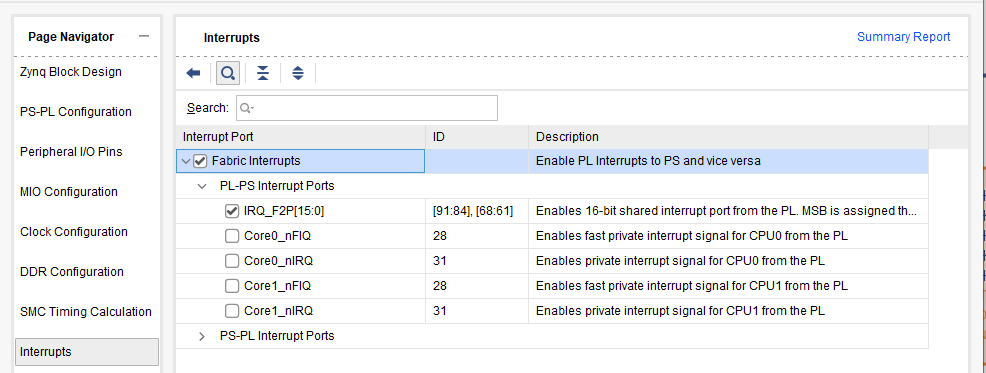 Page Navigator
Interrupts
Summary Report
Zynq Block Design
PS-PL Configuration
Peripheral I/O Pins
MIO Configuration
Clock Configuration
DDR Configuration
SMC Timing Calculation
Interrupts
Search:
Interrupt Port ID Description
Fabric Interrupts Enable PL Interrupts to PS and vice versa
PL-PS Interrupt Ports
IRQ_F2P[15:0] [91:84], [68:61] Enables 16-bit shared interrupt port from the PL. MSB is assigned th...
Core0_nFIQ 28 Enables fast private interrupt signal for CPU0 from the PL
Core0_nIRQ 31 Enables private interrupt signal for CPU0 from the PL
Core1_nFIQ 28 Enables fast private interrupt signal for CPU1 from the PL
Core1_nIRQ 31 Enables private interrupt signal for CPU1 from the PL
PS-PL Interrupt Ports